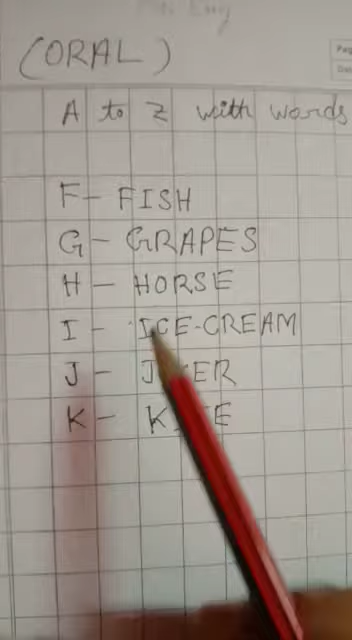 (ORAL)
A to Z with words
F - FISH
G - GRAPES
H - HORSE
I - ICE-CREAM
J -
K -